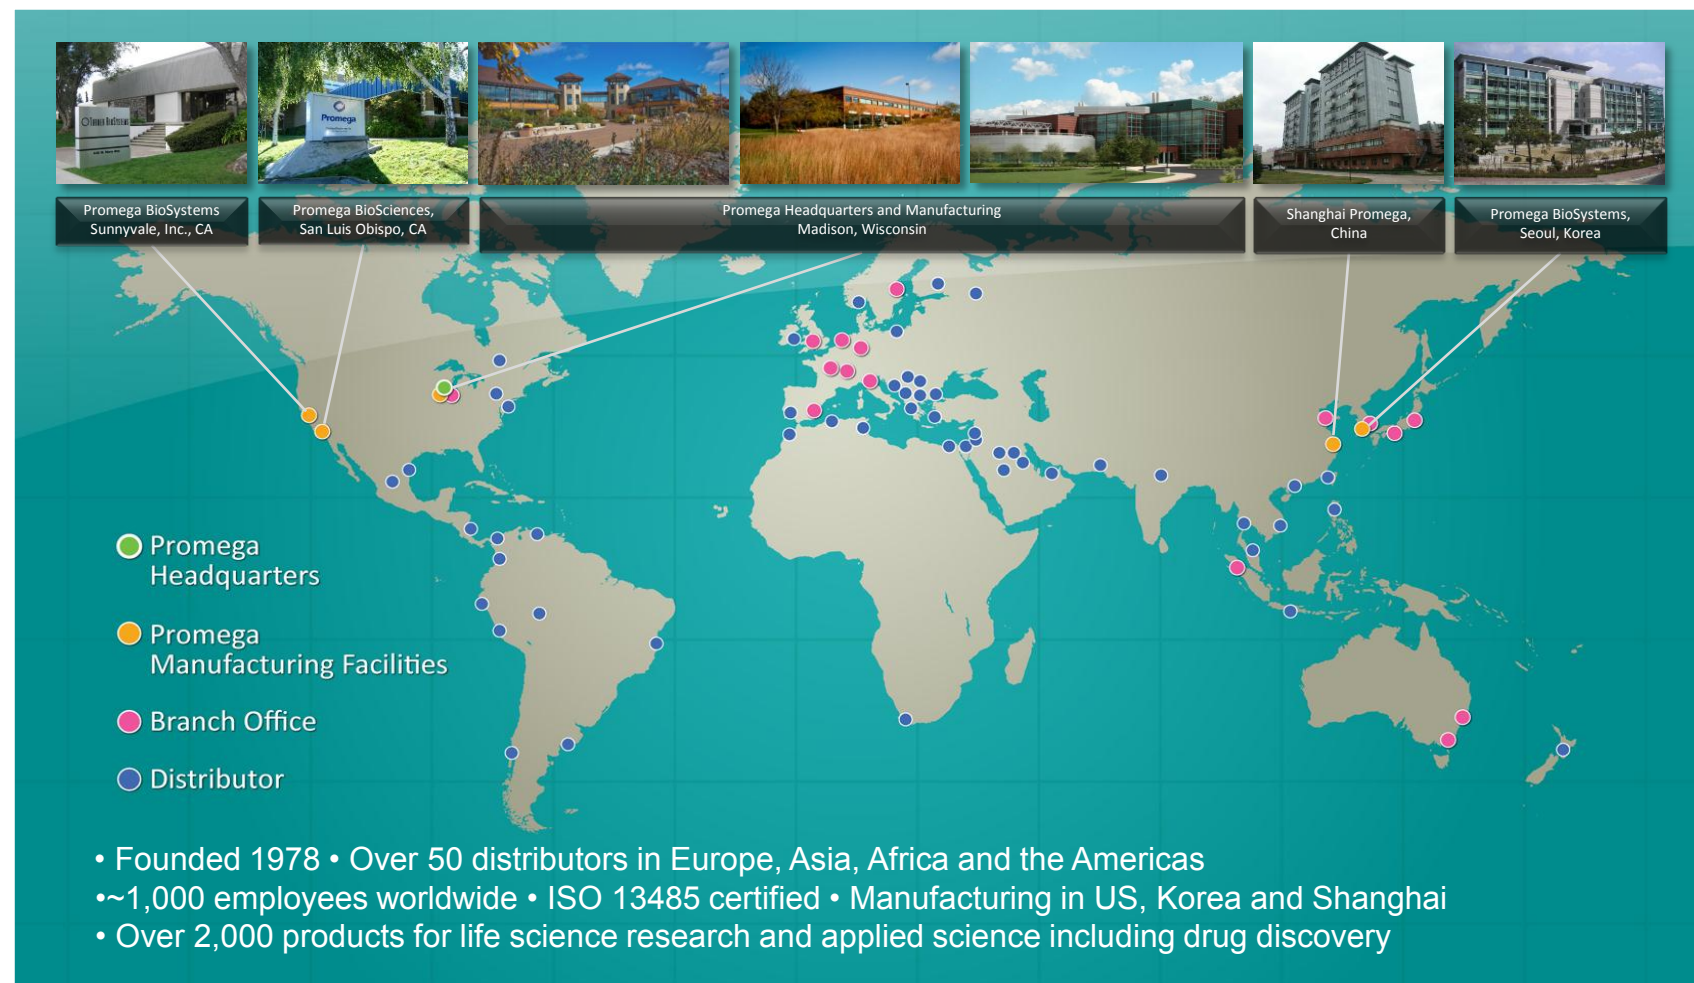 Promega
Promega BioSystems
Sunnyvale, Inc., CA
Promega BioSciences,
San Luis Obispo, CA
Promega Headquarters and Manufacturing
Madison, Wisconsin
Shanghai Promega,
China
Promega BioSystems,
Seoul, Korea
Promega
Headquarters
Promega
Manufacturing Facilities
Branch Office
Distributor
• Founded 1978 • Over 50 distributors in Europe, Asia, Africa and the Americas
•~1,000 employees worldwide • ISO 13485 certified • Manufacturing in US, Korea and Shanghai
• Over 2,000 products for life science research and applied science including drug discovery